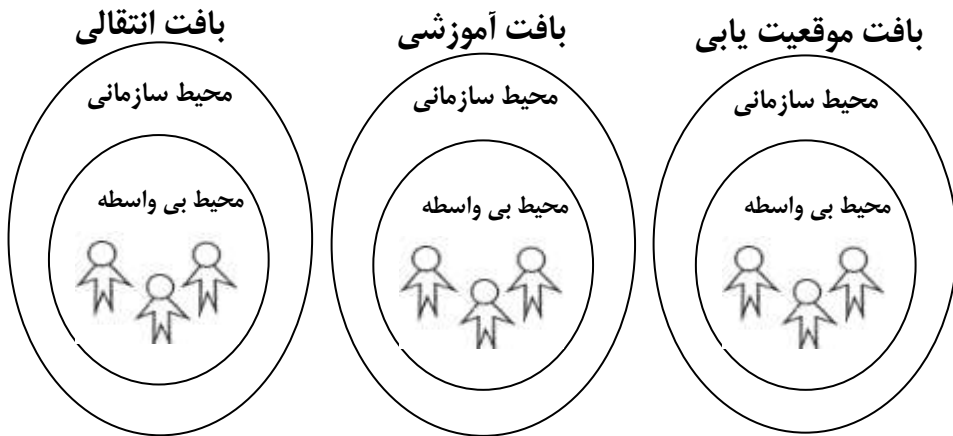 بافت موقعیت یابی
محیط سازمانی
محیط بی واسطه
بافت آموزشی
محیط سازمانی
محیط بی واسطه
بافت انتقالی
محیط سازمانی
محیط بی واسطه